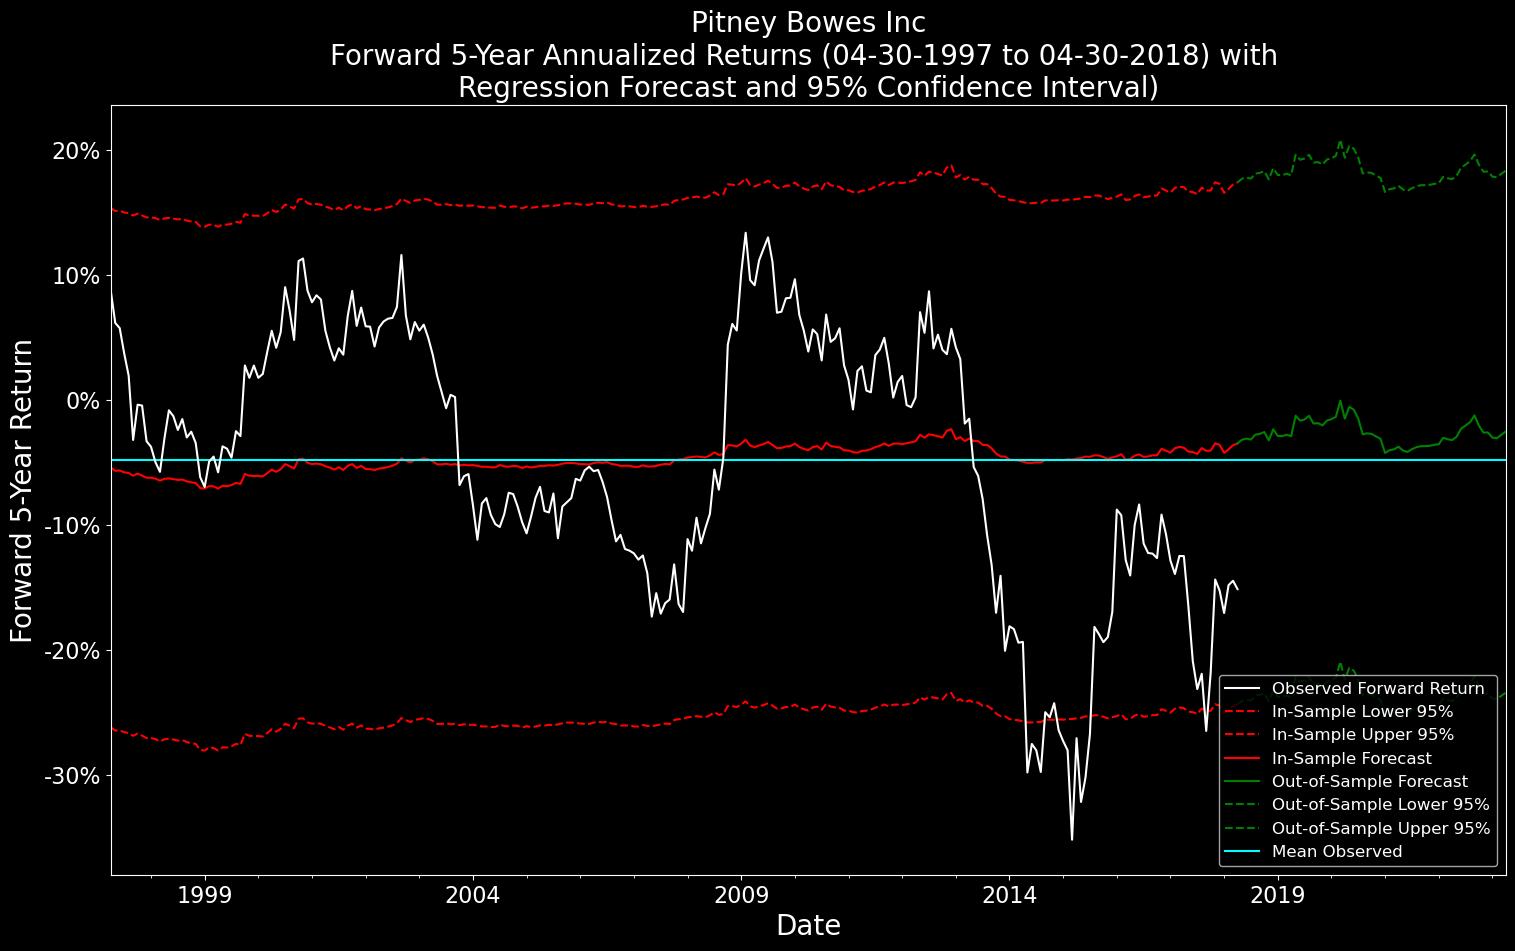 Pitney Bowes Inc
Forward 5-Year Annualized Returns (04-30-1997 to 04-30-2018) with
Regression Forecast and 95% Confidence Interval)
Forward 5-Year Return
20%
10%
0%
-10%
-20%
-30%
Observed Forward Return
In-Sample Lower 95%
In-Sample Upper 95%
In-Sample Forecast
Out-of-Sample Forecast
Out-of-Sample Lower 95%
Out-of-Sample Upper 95%
Mean Observed
1999 2004 2009 2014 2019
Date